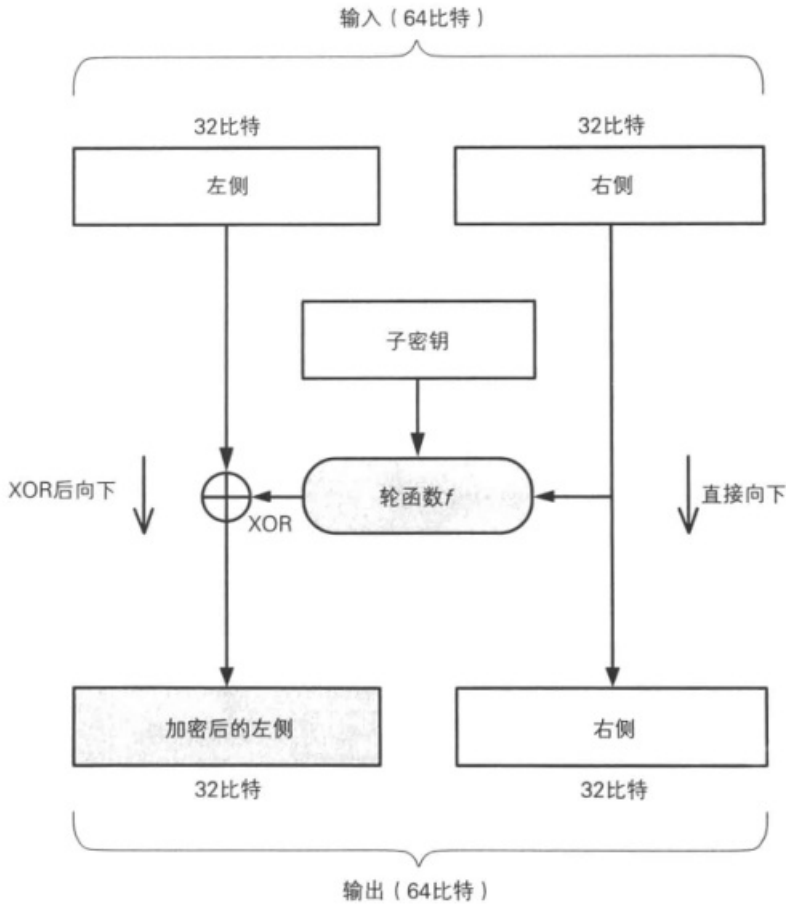 输入（64比特）
32比特
32比特
左侧
右侧
子密钥
XOR后向下
轮函数f
直接向下
XOR
加密后的左侧
右侧
32比特
32比特
输出（64比特）